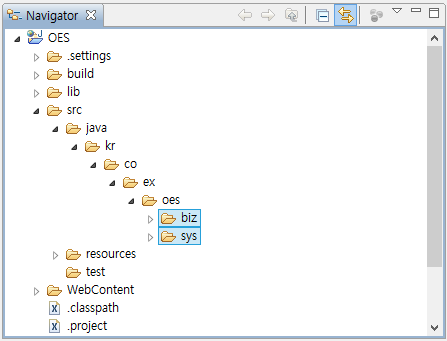 Navigator
OES
.settings
build
lib
src
java
kr
co
ex
oes
biz
sys
resources
test
WebContent
.classpath
.project